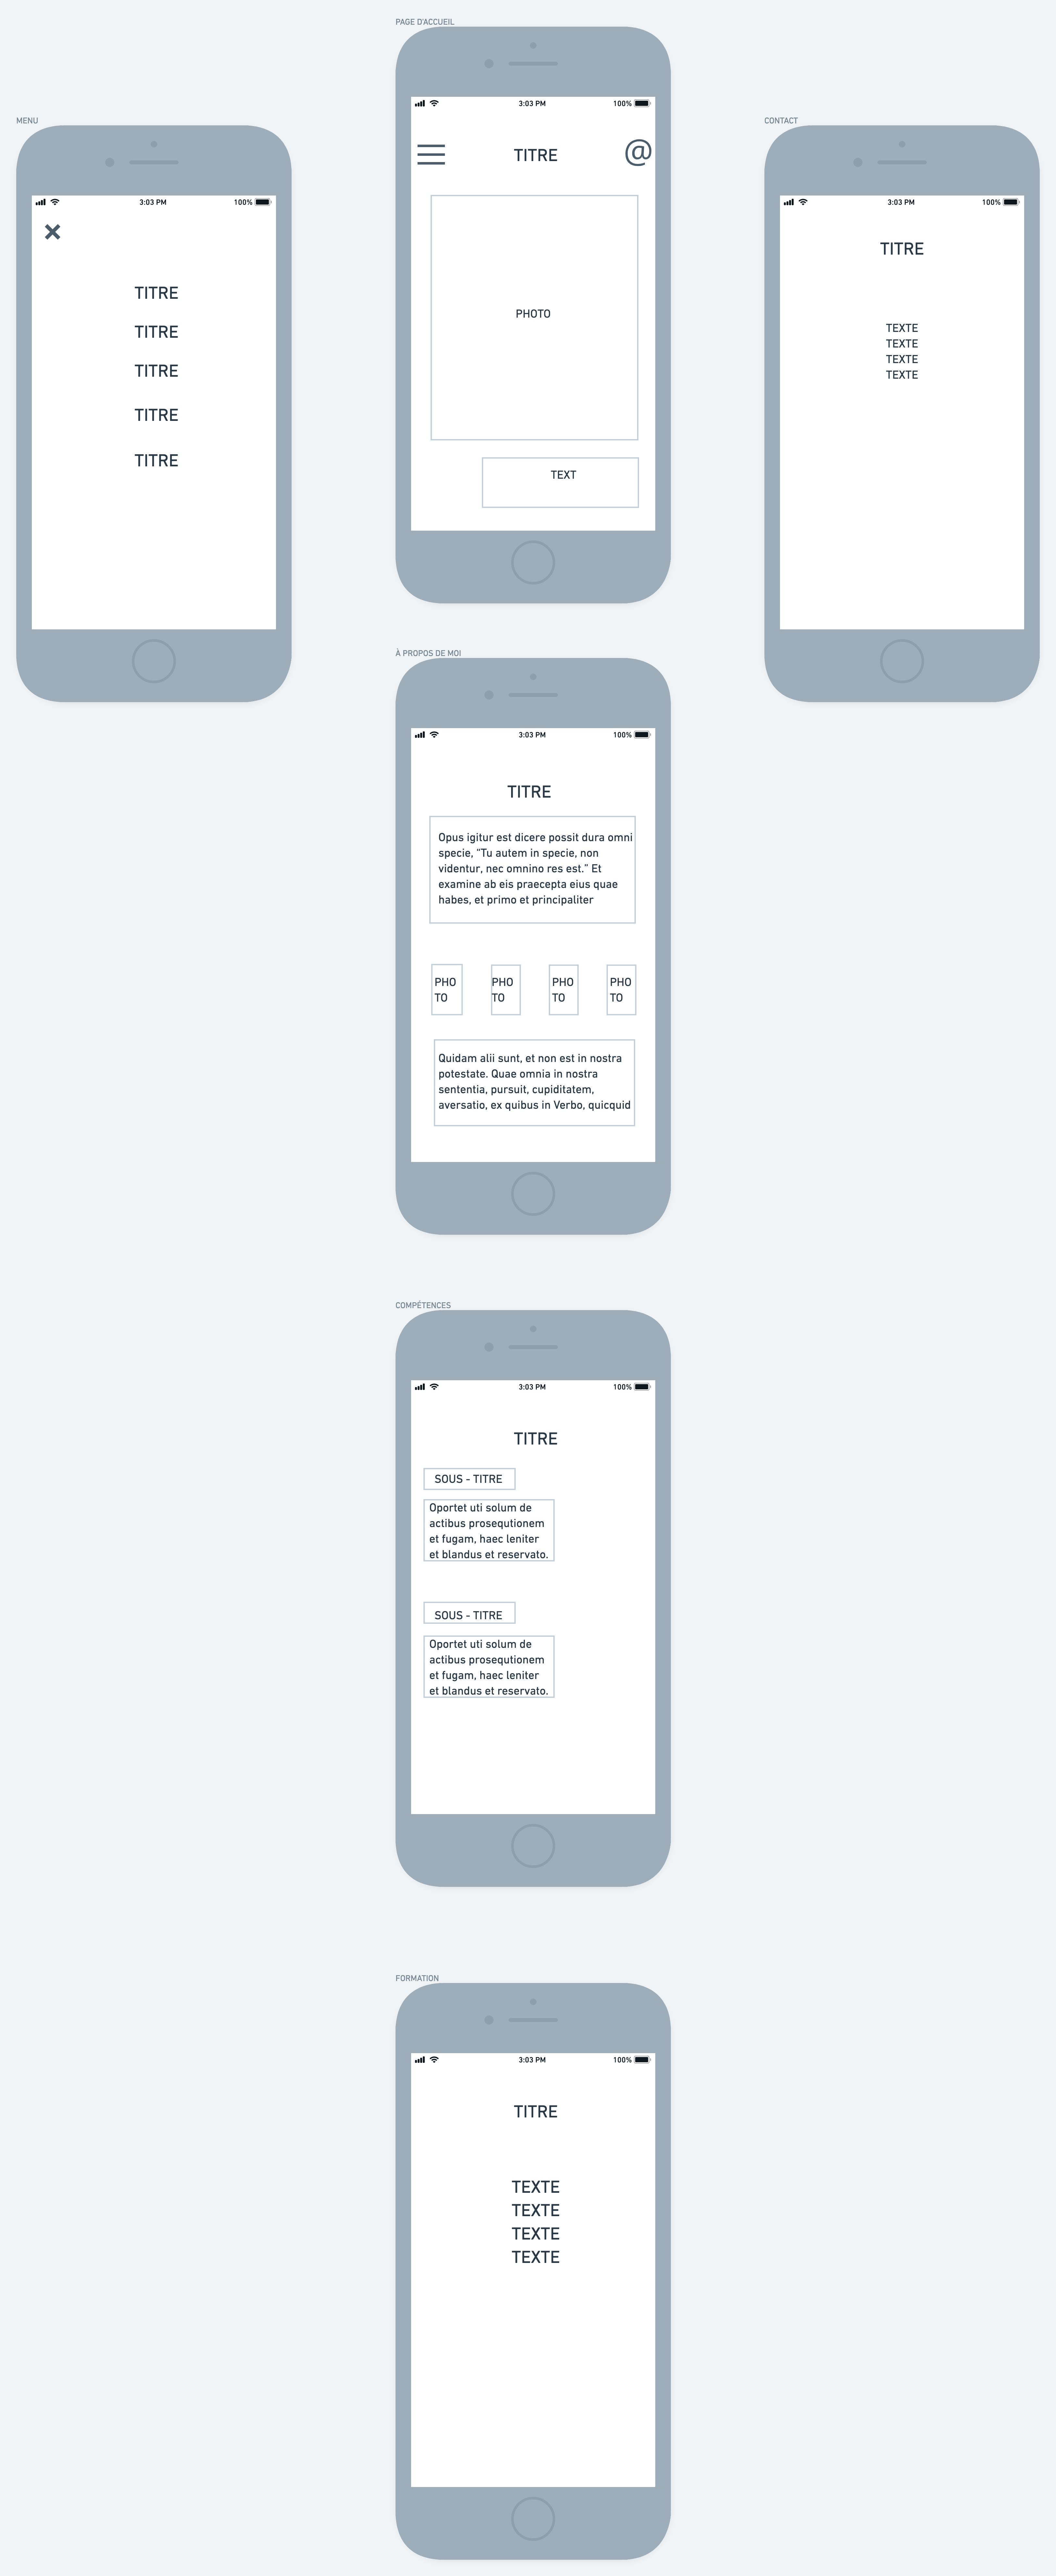 PAGE D'ACCUEIL
3:03 PM
100%
TITRE
@
PHOTO
TEXT
MENU
3:03 PM
100%
TITRE
TITRE
TITRE
TITRE
TITRE
CONTACT
3:03 PM
100%
TITRE
TEXTE
TEXTE
TEXTE
TEXTE
À PROPOS DE MOI
3:03 PM
100%
TITRE
Opus igitur est dicere possit dura omni
specie, "Tu autem in specie, non
videntur, nec omnino res est." Et
examine ab eis praecepta eius quae
habes, et primo et principaliter
PHO
TO
PHO
TO
PHO
TO
PHO
TO
Quidam alii sunt, et non est in nostra
potestate. Quae omnia in nostra
sententia, pursuit, cupiditatem,
aversatio, ex quibus in Verbo, quicquid
COMPÉTENCES
3:03 PM
100%
TITRE
SOUS - TITRE
Oportet uti solum de
actibus prosequtionem
et fugam, haec leniter
et blandus et reservato.
SOUS - TITRE
Oportet uti solum de
actibus prosequtionem
et fugam, haec leniter
et blandus et reservato.
FORMATION
3:03 PM
100%
TITRE
TEXTE
TEXTE
TEXTE
TEXTE